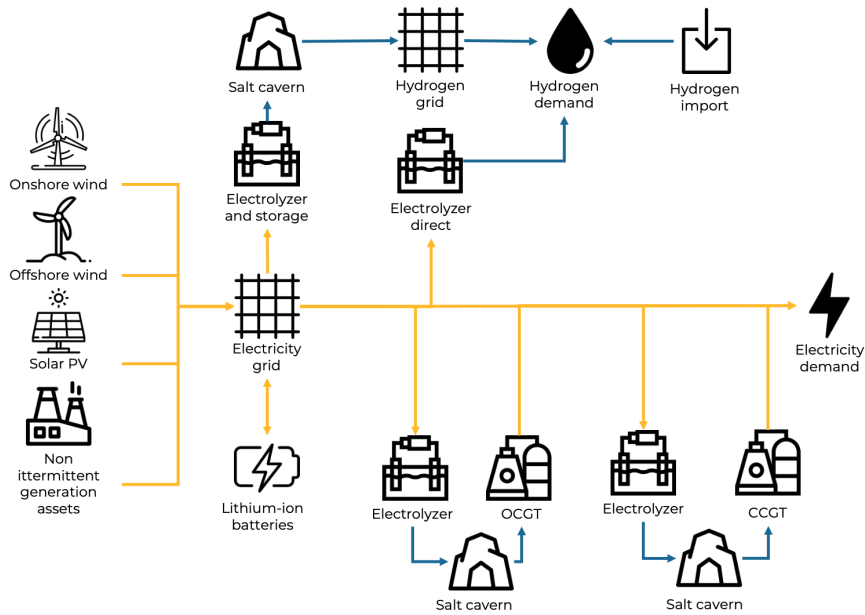 Salt cavern
Hydrogen
grid
Hydrogen
demand
Hydrogen
import
Onshore wind
Electrolyzer
and storage
Electrolyzer
direct
Offshore wind
Solar PV
Electricity
grid
Electricity
demand
Non
ittermittent
generation
assets
Lithium-ion
batteries
Electrolyzer
OCGT
Electrolyzer
CCGT
Salt cavern
Salt cavern